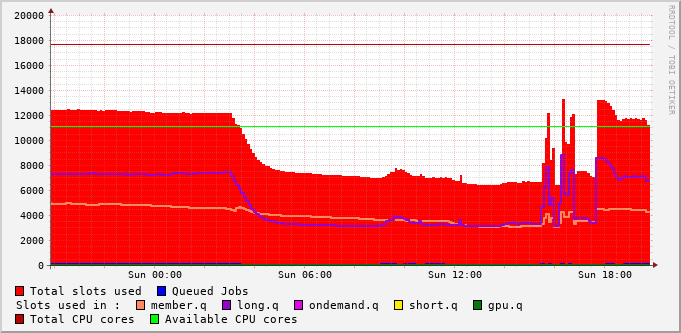 RRDTOOL / TOBI OETIKER
20000
18000
16000
14000
12000
10000
8000
6000
4000
2000
0
Sun 00:00 Sun 06:00 Sun 12:00 Sun 18:00
Total slots used Queued Jobs
Slots used in : member.q long.q ondemand.q short.q gpu.q
Total CPU cores Available CPU cores